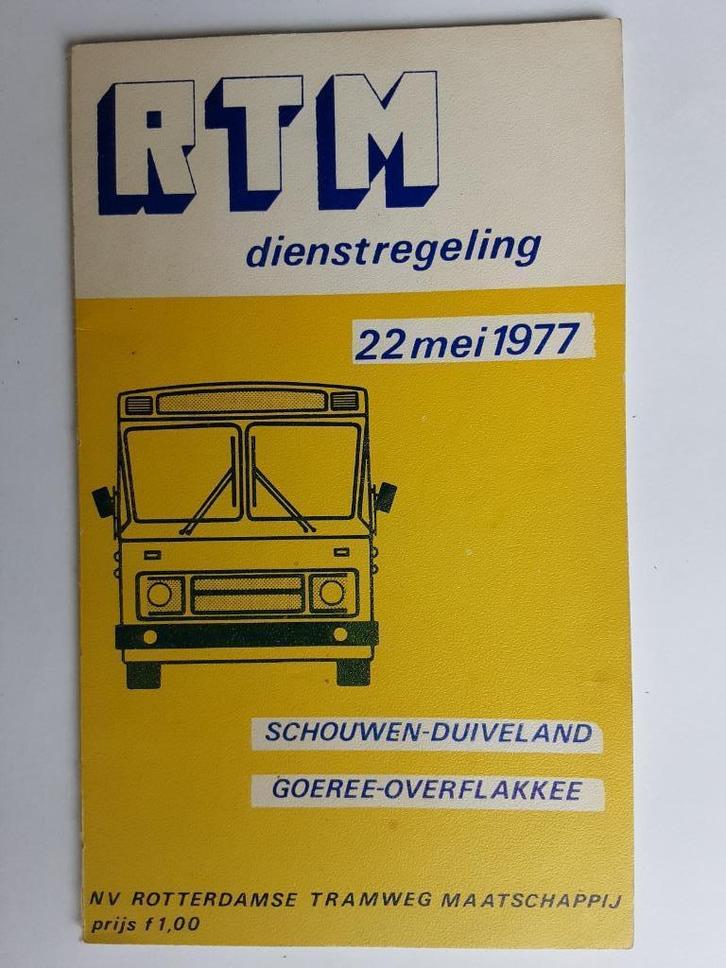 RTM
dienstregeling
22 mei 1977
SCHOUWEN-DUIVELAND
GOEREE-OVERFLAKKEE
NV ROTTERDAMSE TRAMWEG MAATSCHAPPIJ
prijs f 1,00